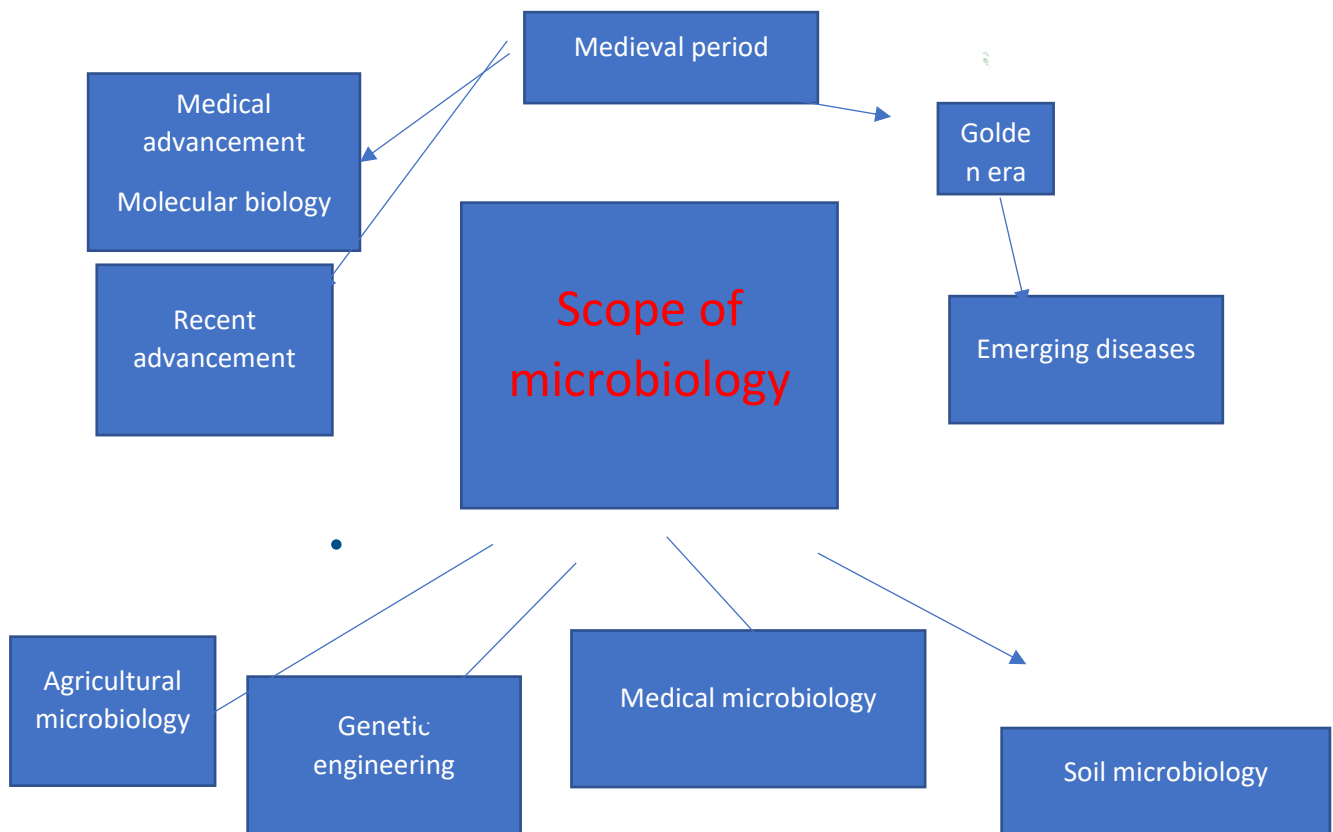 Medieval period
Medical
advancement
Molecular biology
Golde
n era
Scope of
microbiology
Recent
advancement
Emerging diseases
Agricultural
microbiology
Genetic
engineering
Medical microbiology
Soil microbiology